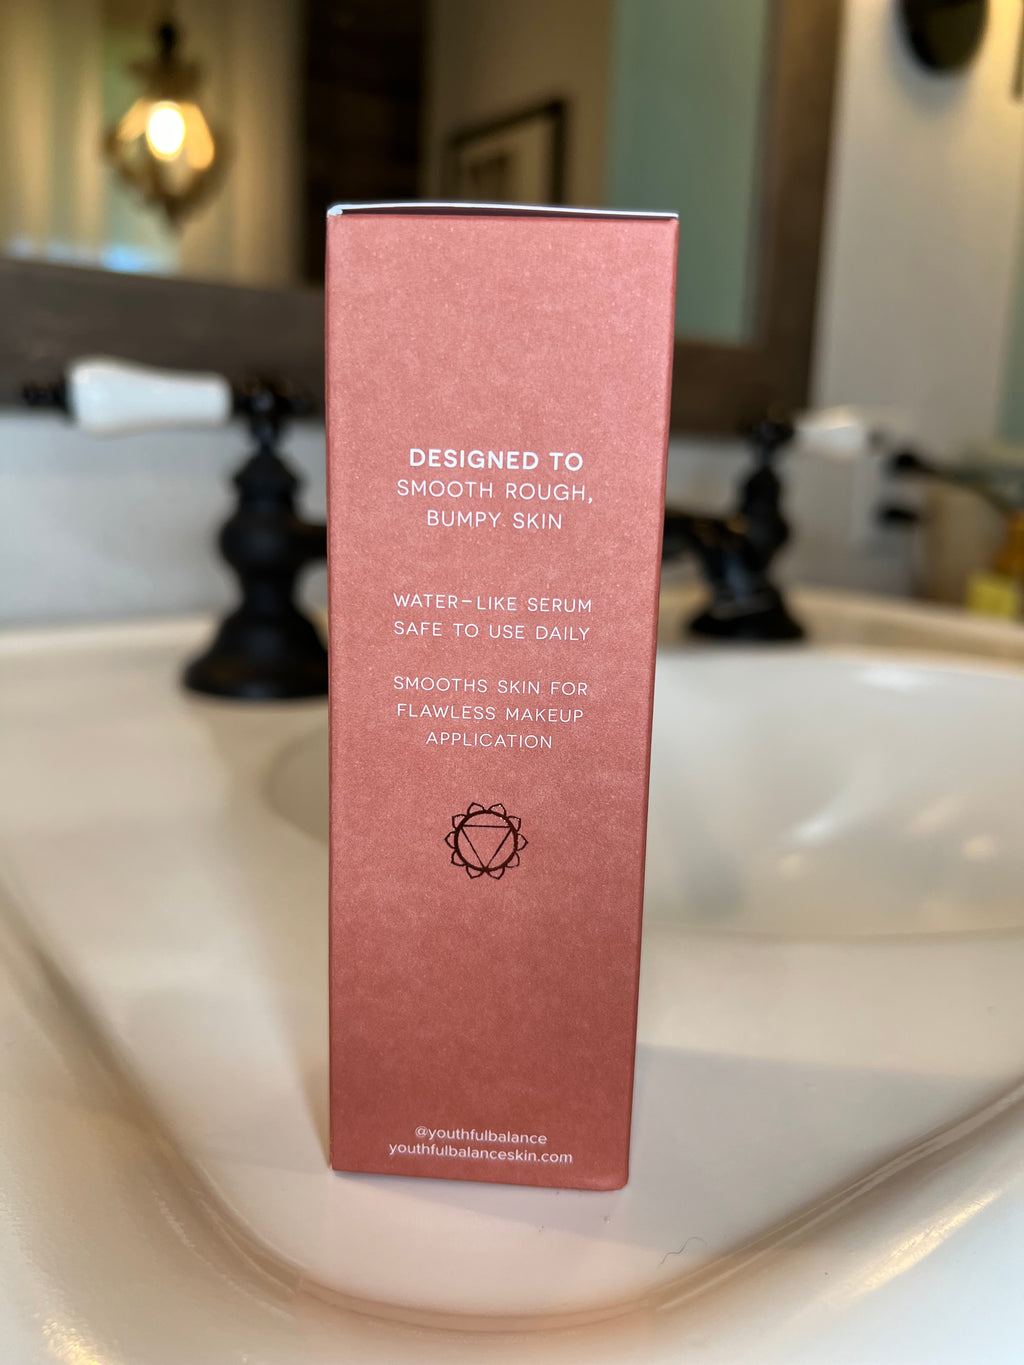 DESIGNED TO
SMOOTH ROUGH,
BUMPY SKIN
WATER-LIKE SERUM
SAFE TO USE DAILY
SMOOTHS SKIN FOR
FLAWLESS MAKEUP
APPLICATION
@youthfulbalance
youthfulbalanceskin.com